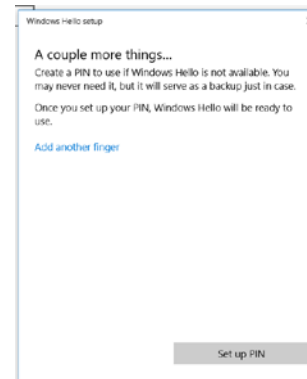 Windows Hello setup
A couple more things...
Create a PIN to use if Windows Hello is not available. You
may never need it, but it will serve as a backup just in case.
Once you set up your PIN, Windows Hello will be ready to
use.
Add another finger
Set up PIN